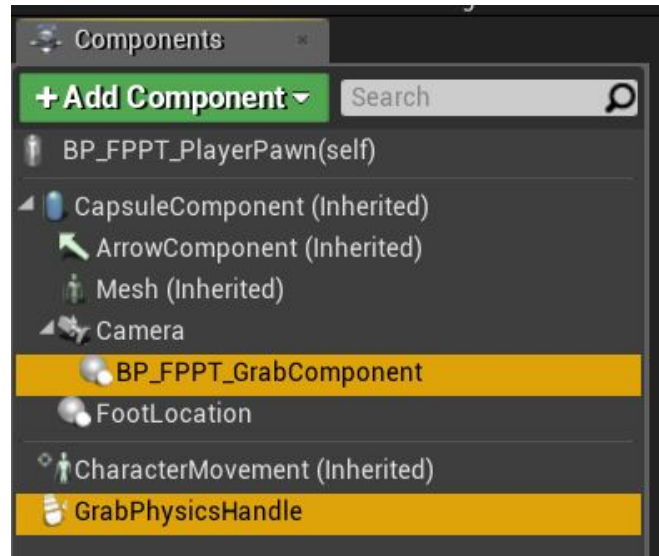 Components
+ Add Component
Search
BP_FPPT_PlayerPawn(self)
CapsuleComponent (Inherited)
ArrowComponent (Inherited)
Mesh (Inherited)
Camera
BP_FPPT_GrabComponent
FootLocation
CharacterMovement (Inherited)
GrabPhysicsHandle